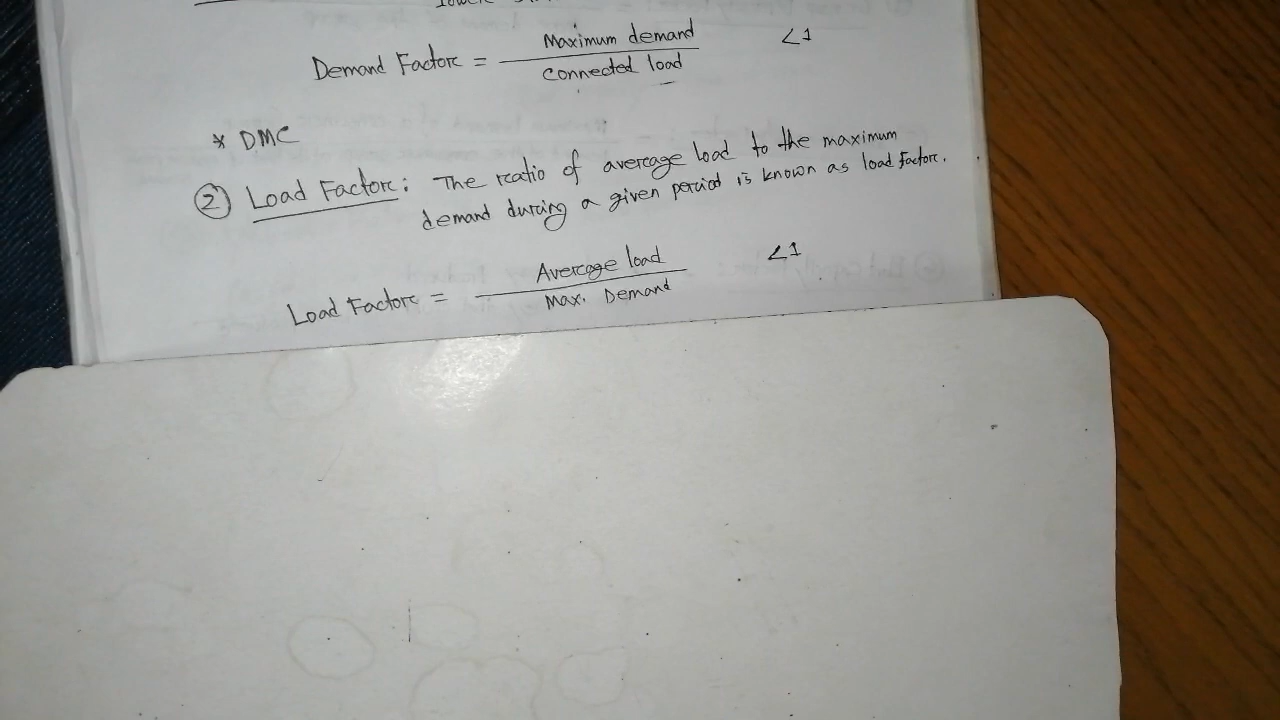 Demand Factor = Maximum demand / Connected load <1
* DMC
② Load Factor: The ratio of average load to the maximum
demand during a given period is known as load factor.
Load Factor = Average load / Max. Demand <1